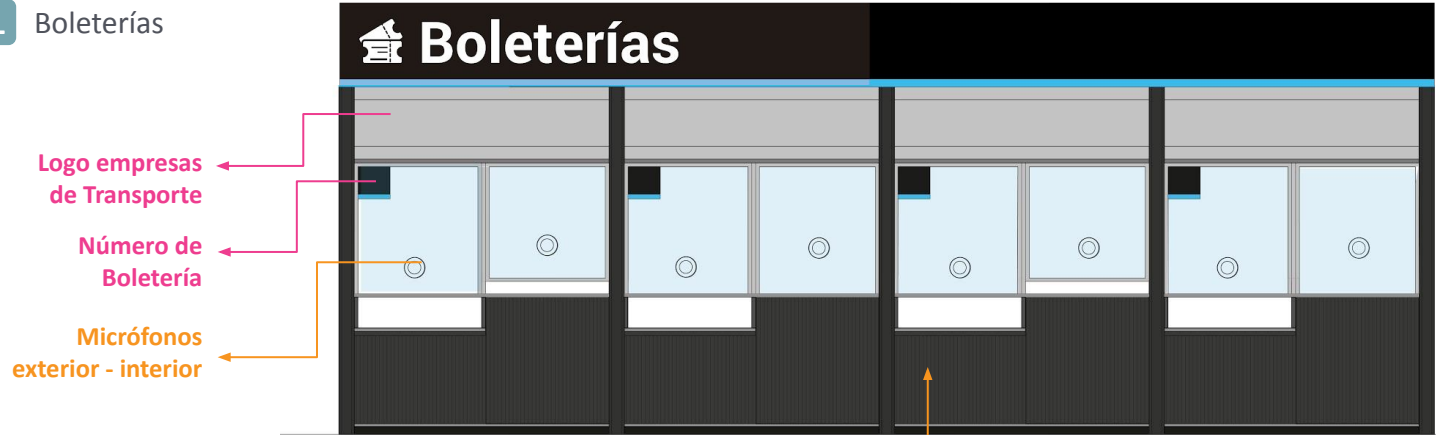 Boleterías
Boleterías
Logo empresas
de Transporte
Número de
Boletería
Micrófonos
exterior - interior